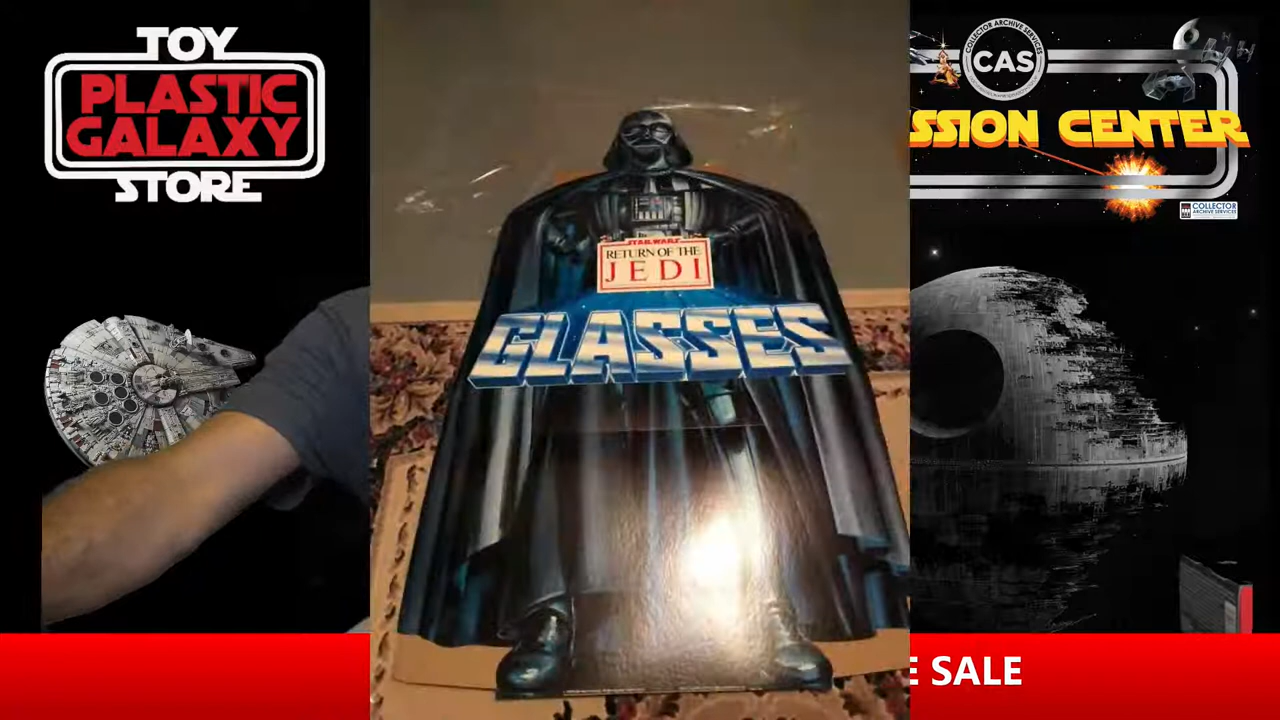 TOY
PLASTIC
GALAXY
STORE
STAR WARS
RETURN OF THE
JEDI
GLASSES
COLLECTOR ARCHIVE SERVICES
CAS
SSION CENTER
COLLECTOR
ARCHIVE SERVICES
E SALE